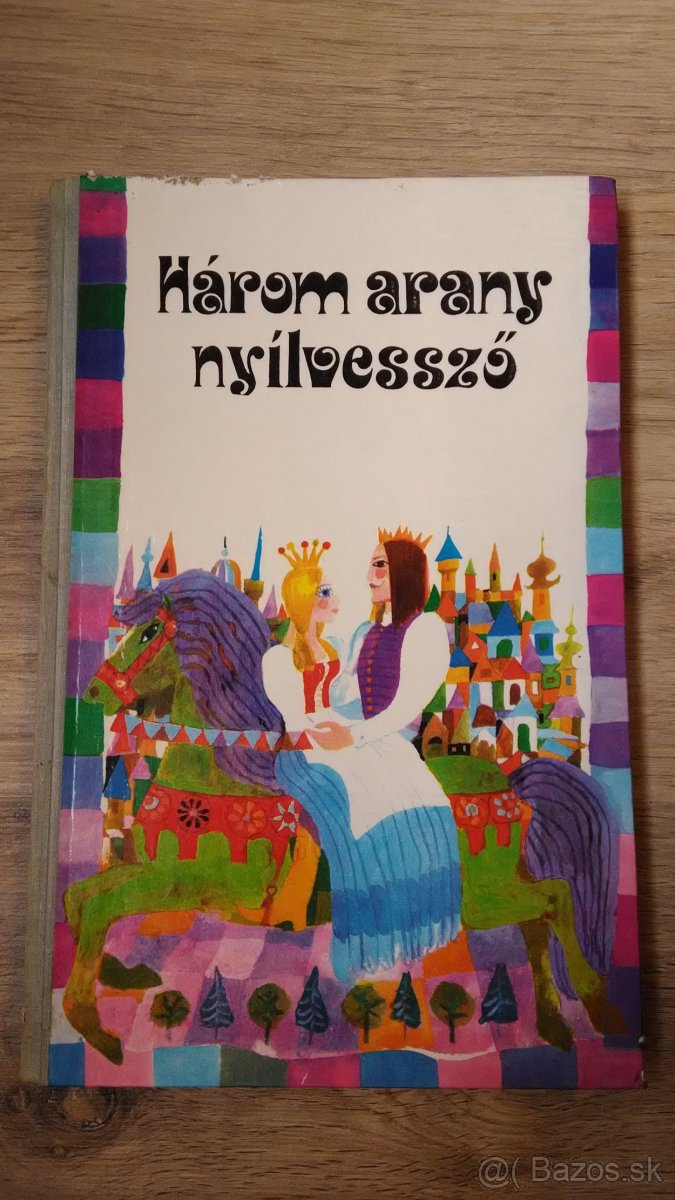 Három arany
nyílvessző
@( Bazos.sk